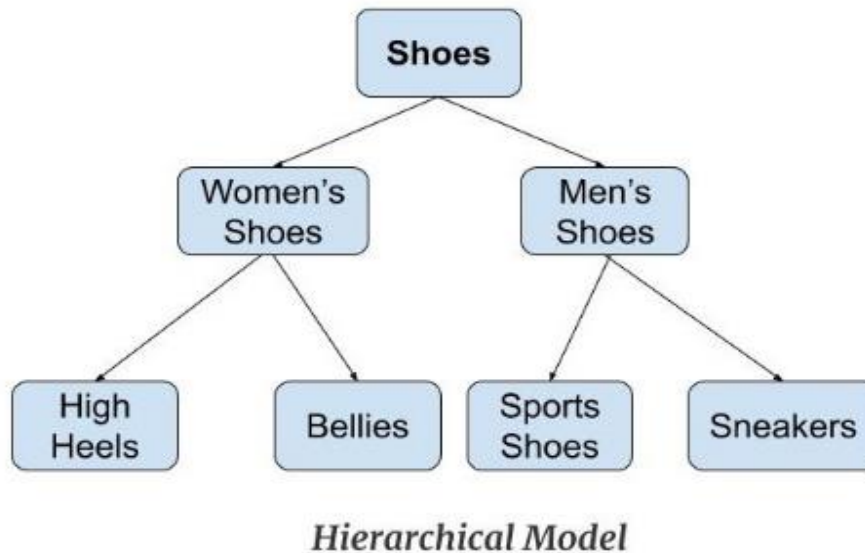 Shoes
Women's
Shoes
Men's
Shoes
High
Heels
Bellies
Sports
Shoes
Sneakers
Hierarchical Model